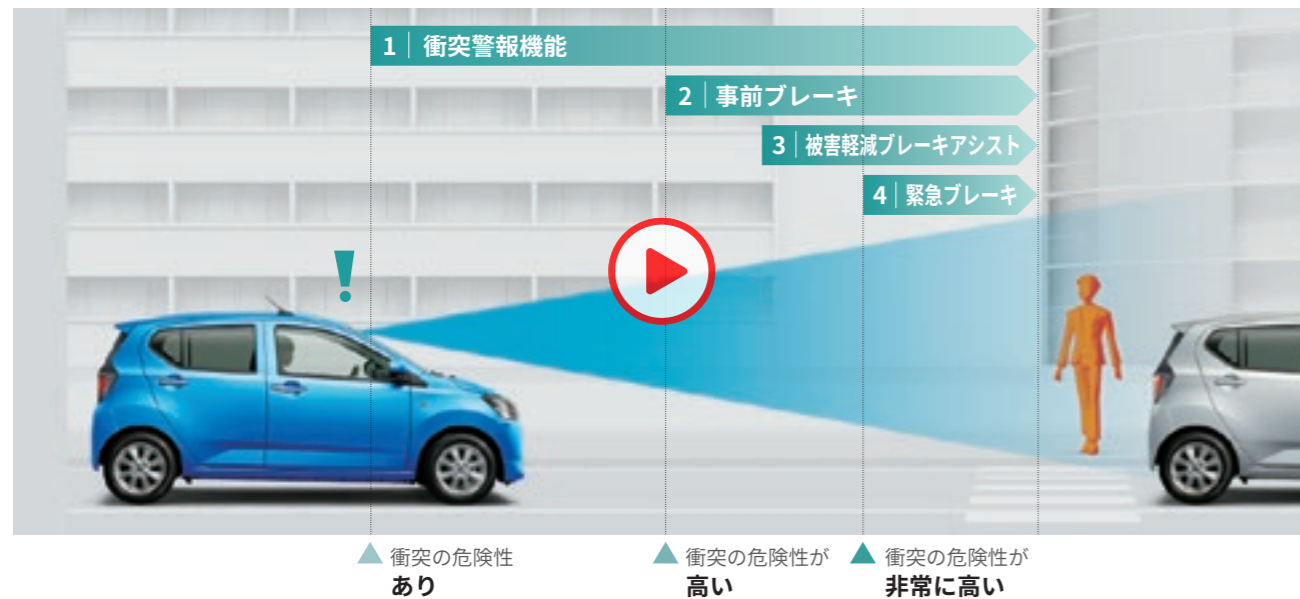 1 衝突警報機能
2 事前ブレーキ
3 被害軽減ブレーキアシスト
4 緊急ブレーキ
!
衝突の危険性
あり
衝突の危険性が
高い
衝突の危険性が
非常に高い